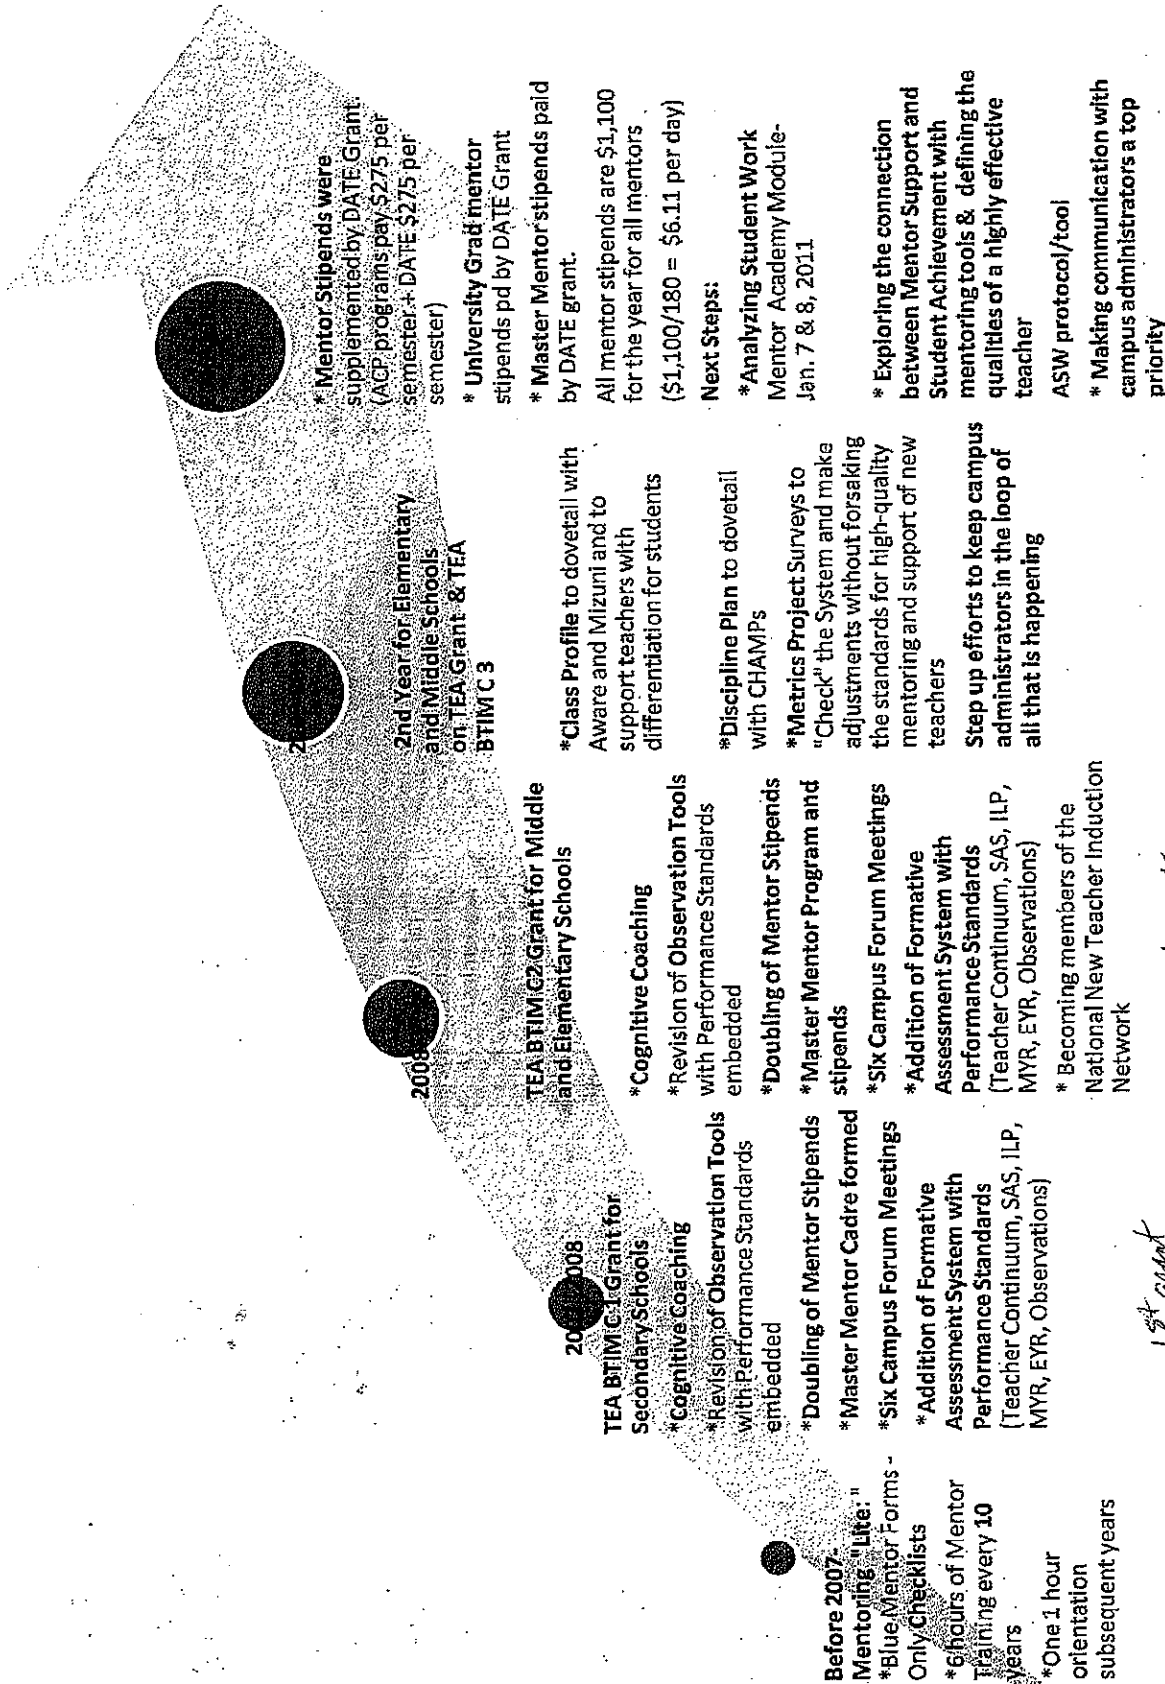 Before 2007-
Mentoring "Lite:"
*Blue Mentor Forms -
Only Checklists
*6 hours of Mentor
Training every 10
years
*One 1 hour
orientation
subsequent years
20 008
TEA BTIM C-1 Grant for
Secondary Schools
*Cognitive Coaching
*Revision of Observation Tools
with Performance Standards
embedded
*Doubling of Mentor Stipends
*Master Mentor Cadre formed
*Six Campus Forum Meetings
*Addition of Formative
Assessment System with
Performance Standards
(Teacher Continuum, SAS, ILP,
MYR, EYR, Observations)
1st grant
2008
TEA BTIM C2 Grant for Middle
and Elementary Schools
*Cognitive Coaching
*Revision of Observation Tools
with Performance Standards
embedded
*Doubling of Mentor Stipends
*Master Mentor Program and
stipends
*Six Campus Forum Meetings
*Addition of Formative
Assessment System with
Performance Standards
(Teacher Continuum, SAS, ILP,
MYR, EYR, Observations)
* Becoming members of the
National New Teacher Induction
Network
2
2nd Year for Elementary
and Middle Schools
on TEA Grant & TEA
BTIM C 3
*Class Profile to dovetail with
Aware and Mizuni and to
support teachers with
differentiation for students
*Discipline Plan to dovetail
with CHAMPs
*Metrics Project Surveys to
"Check" the System and make
adjustments without forsaking
the standards for high-quality
mentoring and support of new
teachers
Step up efforts to keep campus
administrators in the loop of
all that is happening
* Mentor Stipends were
supplemented by DATE Grant.
(ACP programs pay $275 per
semester + DATE $275 per
semester)
* University Grad mentor
stipends pd by DATE Grant
* Master Mentor stipends paid
by DATE grant.
All mentor stipends are $1,100
for the year for all mentors
($1,100/180 = $6.11 per day)
Next Steps:
*Analyzing Student Work
Mentor Academy Module-
Jan. 7 & 8, 2011
* Exploring the connection
between Mentor Support and
Student Achievement with
mentoring tools & defining the
qualities of a highly effective
teacher
ASW protocol/tool
* Making communication with
campus administrators a top
priority